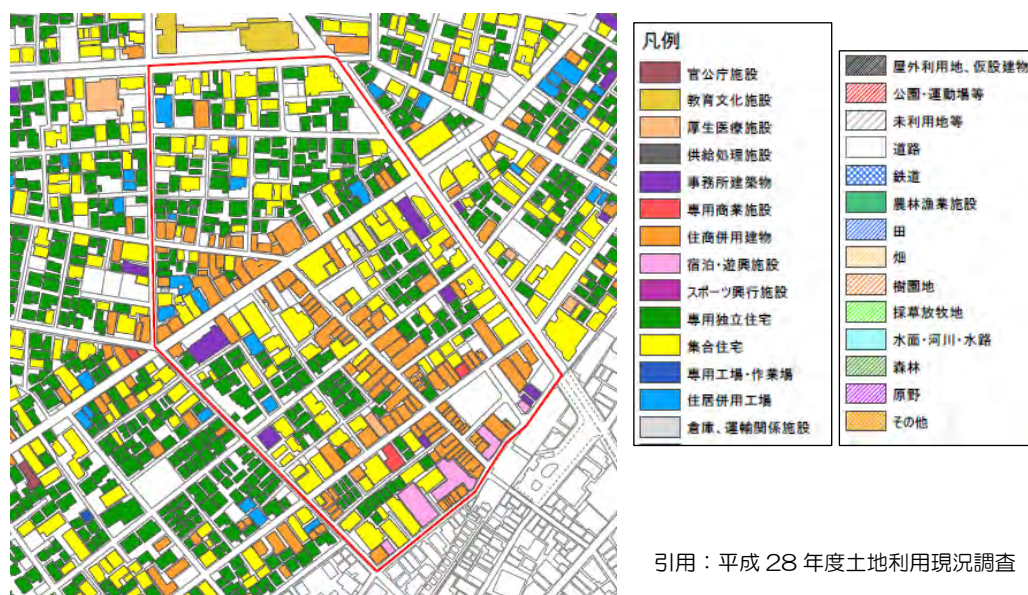 凡例
官公庁施設
教育文化施設
厚生医療施設
供給処理施設
事務所建築物
専用商業施設
住商併用建物
宿泊・遊興施設
スポーツ興行施設
専用独立住宅
集合住宅
専用工場・作業場
住居併用工場
倉庫、運輸関係施設
屋外利用地、仮設建物
公園・運動場等
未利用地等
道路
鉄道
農林漁業施設
田
畑
樹園地
採草放牧地
水面・河川・水路
森林
原野
その他
引用：平成 28 年度土地利用現況調査